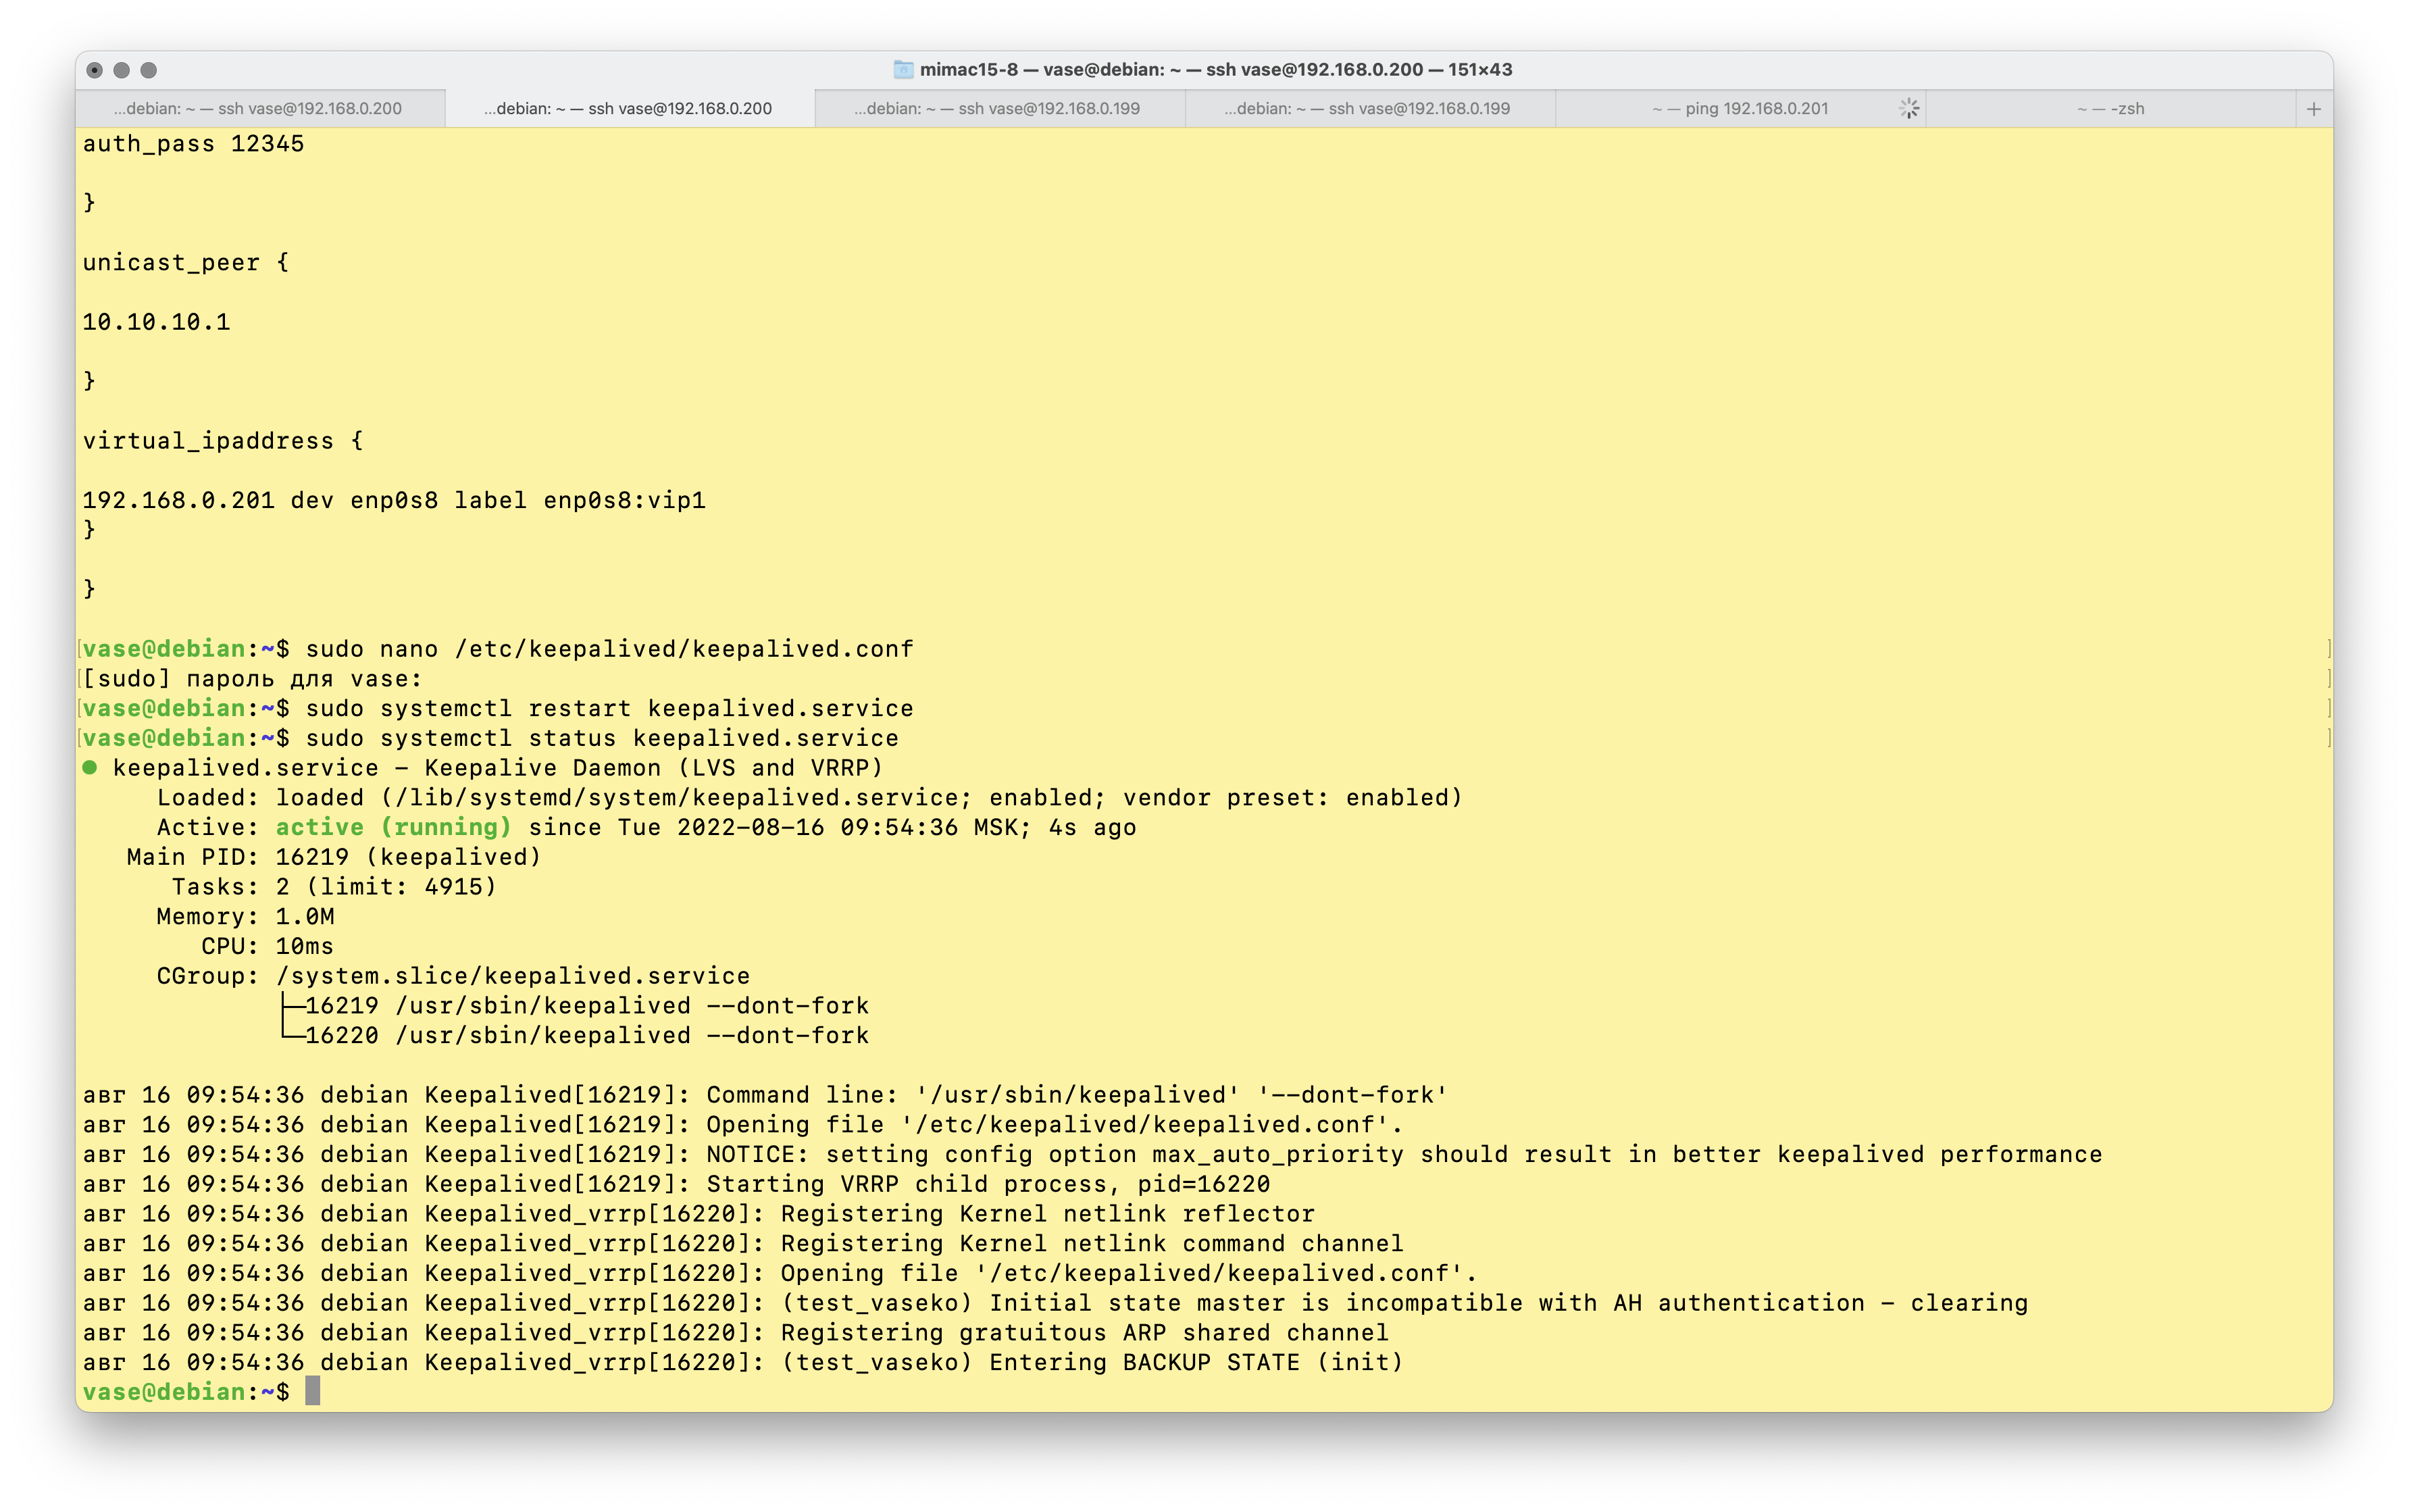 mimac15-8 — vase@debian: ~ — ssh vase@192.168.0.200 — 151×43
...debian: ~ — ssh vase@192.168.0.200
...debian: ~ — ssh vase@192.168.0.200
...debian: ~ — ssh vase@192.168.0.199
...debian: ~ — ssh vase@192.168.0.199
~ — ping 192.168.0.201
~ — -zsh
+
auth_pass 12345
}
unicast_peer {
10.10.10.1
}
virtual_ipaddress {
192.168.0.201 dev enp0s8 label enp0s8:vip1
}
}
[vase@debian:~$ sudo nano /etc/keepalived/keepalived.conf ]
[[sudo] пароль для vase: ]
[vase@debian:~$ sudo systemctl restart keepalived.service ]
[vase@debian:~$ sudo systemctl status keepalived.service ]
● keepalived.service - Keepalive Daemon (LVS and VRRP)
     Loaded: loaded (/lib/systemd/system/keepalived.service; enabled; vendor preset: enabled)
     Active: active (running) since Tue 2022-08-16 09:54:36 MSK; 4s ago
   Main PID: 16219 (keepalived)
      Tasks: 2 (limit: 4915)
     Memory: 1.0M
        CPU: 10ms
     CGroup: /system.slice/keepalived.service
             ├─16219 /usr/sbin/keepalived --dont-fork
             └─16220 /usr/sbin/keepalived --dont-fork
авг 16 09:54:36 debian Keepalived[16219]: Command line: '/usr/sbin/keepalived' '--dont-fork'
авг 16 09:54:36 debian Keepalived[16219]: Opening file '/etc/keepalived/keepalived.conf'.
авг 16 09:54:36 debian Keepalived[16219]: NOTICE: setting config option max_auto_priority should result in better keepalived performance
авг 16 09:54:36 debian Keepalived[16219]: Starting VRRP child process, pid=16220
авг 16 09:54:36 debian Keepalived_vrrp[16220]: Registering Kernel netlink reflector
авг 16 09:54:36 debian Keepalived_vrrp[16220]: Registering Kernel netlink command channel
авг 16 09:54:36 debian Keepalived_vrrp[16220]: Opening file '/etc/keepalived/keepalived.conf'.
авг 16 09:54:36 debian Keepalived_vrrp[16220]: (test_vaseko) Initial state master is incompatible with AH authentication - clearing
авг 16 09:54:36 debian Keepalived_vrrp[16220]: Registering gratuitous ARP shared channel
авг 16 09:54:36 debian Keepalived_vrrp[16220]: (test_vaseko) Entering BACKUP STATE (init)
vase@debian:~$